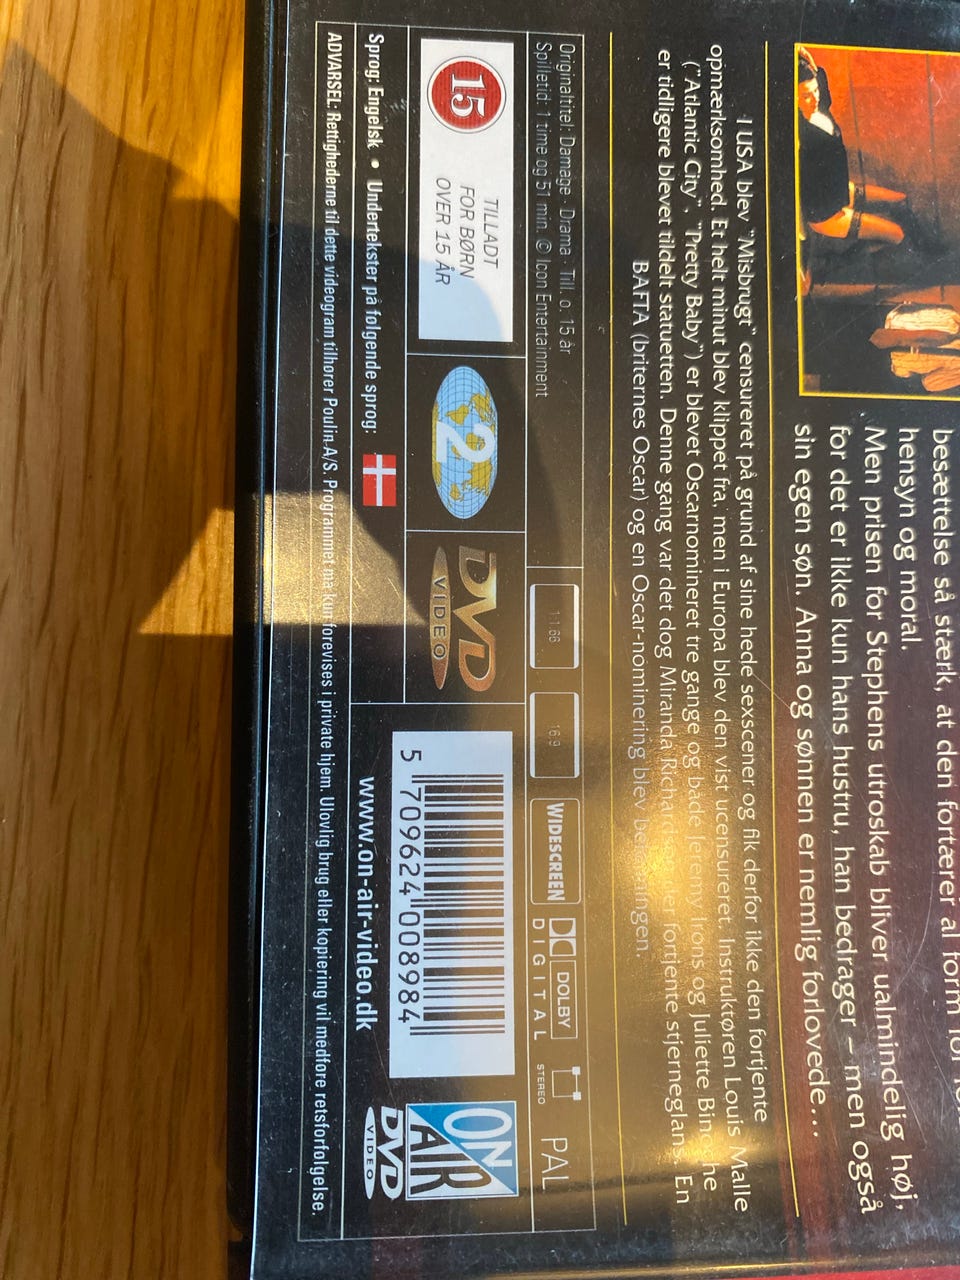 besættelse så stærk, at den fortærer al form for
hensyn og moral.
Men prisen for Stephens utroskab bliver ualmindelig høj,
for det er ikke kun hans hustru, han bedrager – men også
sin egen søn. Anna og sønnen er nemlig forlovede...
I USA blev "Misbrugt" censureret på grund af sine hede sexscener og fik derfor ikke den fortjente
opmærksomhed. Et helt minut blev klippet fra, men i Europa blev den vist ucensureret. Instruktøren Louis Malle
("Atlantic City", "Pretty Baby") er blevet Oscarnomineret tre gange og både Jeremy Irons og Juliette Binoche
er tidligere blevet tildelt statuetten. Denne gang var det dog Miranda Richardson der fortjente stjerneglans. En
BAFTA (briternes Oscar) og en Oscar-nominering blev belønningen.
Originaltitel: Damage · Drama · Till. o. 15 år
Spilletid: 1 time og 51 min. © Icon Entertainment
1:1.66
16:9
WIDESCREEN
DOLBY
DIGITAL
STEREO
PAL
15
TILLADT
FOR BØRN
OVER 15 ÅR
2
DVD
VIDEO
5 709624 008984
ON
AIR
DVD
VIDEO
Sprog: Engelsk • Undertekster på følgende sprog:
www.on-air-video.dk
ADVARSEL: Rettighederne til dette videogram tilhører Poulin A/S. Programmet må kun forevises i private hjem. Ulovlig brug eller kopiering vil medføre retsforfølgelse.